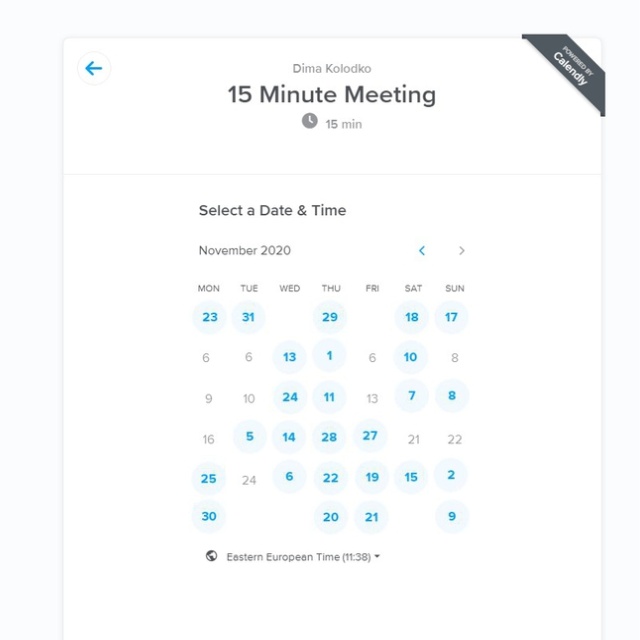 Dima Kolodko
POWERED BY
Calendly
15 Minute Meeting
15 min
Select a Date & Time
November 2020
MON TUE WED THU FRI SAT SUN
23 31 29 18 17
6 6 13 1 6 10 8
9 10 24 11 13 7 8
16 5 14 28 27 21 22
25 24 6 22 19 15 2
30 20 21 9
Eastern European Time (11:38)